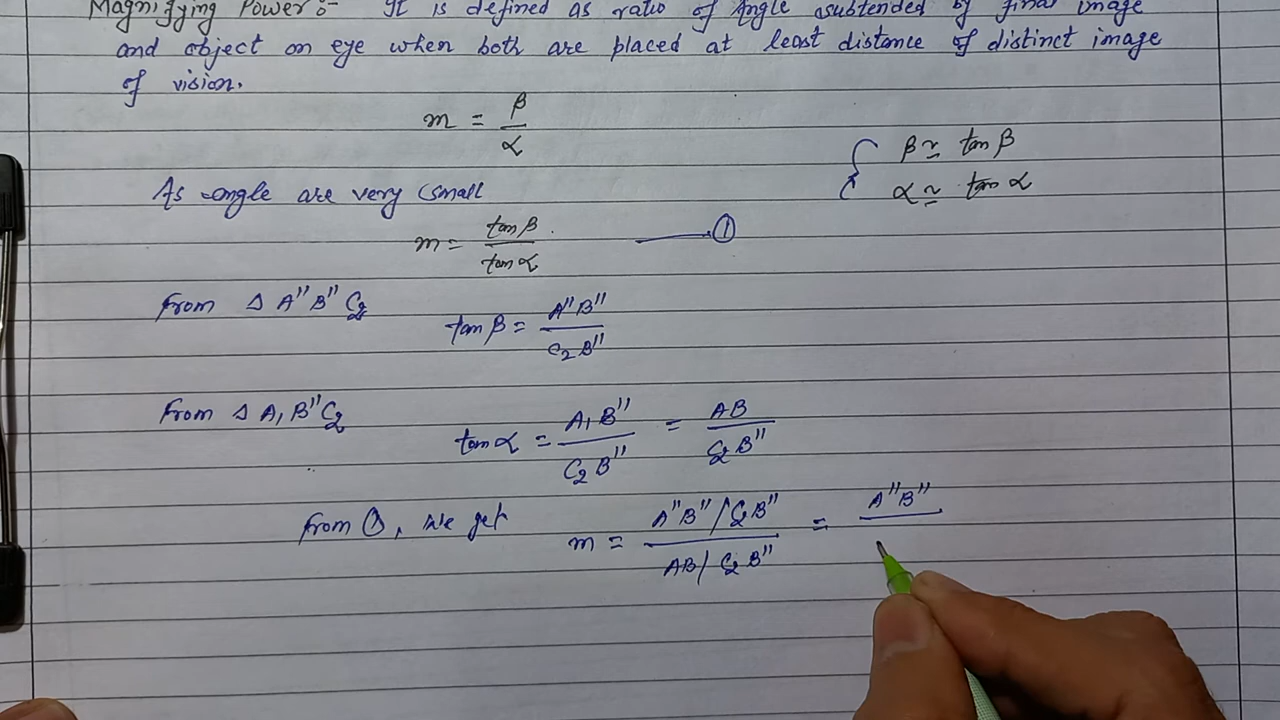 Magnifying Power :- It is defined as ratio of Angle subtended by final image
and object on eye when both are placed at least distance of distinct image
of vision.
m = β/α
{ β ≃ tan β
α ≃ tan α
As angle are very small
m = tan β / tan α ——— ①
From Δ A"B"C₂ tan β = A"B" / C₂B"
From Δ A₁B"C₂ tan α = A₁B" / C₂B" = AB / C₂B"
From ①, we get m = A"B"/C₂B" / AB/C₂B" = A"B"